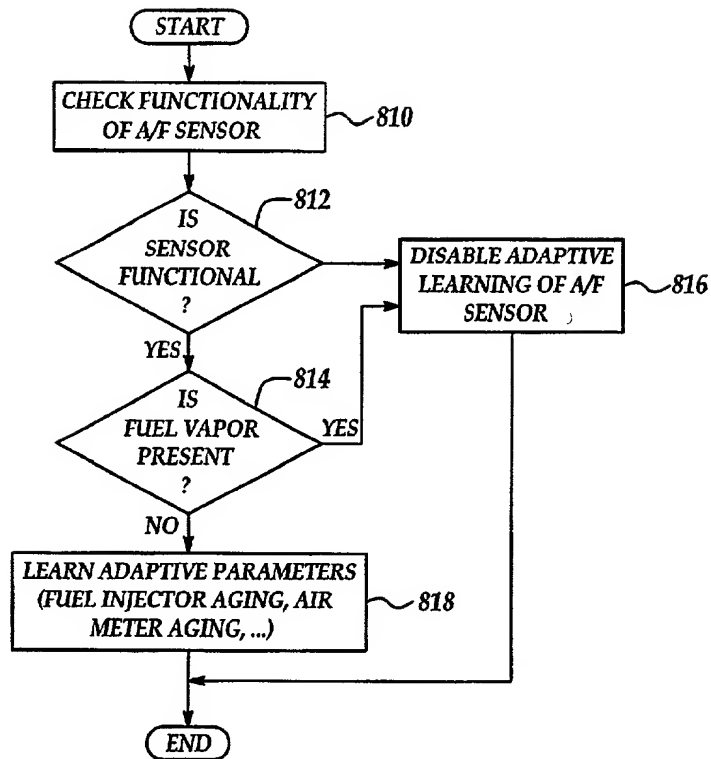 START
CHECK FUNCTIONALITY
OF A/F SENSOR
810
812
IS
SENSOR
FUNCTIONAL
?
DISABLE ADAPTIVE
LEARNING OF A/F
SENSOR
816
YES
814
IS
FUEL VAPOR
PRESENT
?
YES
NO
LEARN ADAPTIVE PARAMETERS
(FUEL INJECTOR AGING, AIR
METER AGING, ...)
818
END